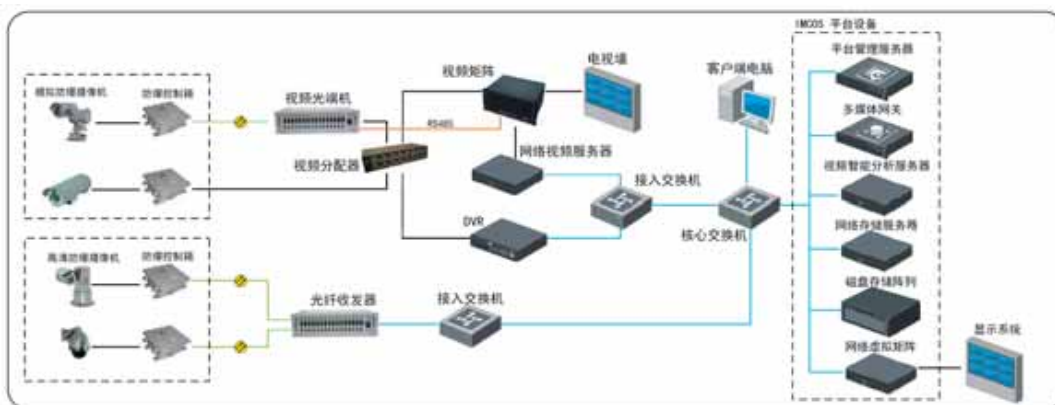 IMCOS 平台设备
平台管理服务器
电视墙
视频矩阵
客户端电脑
模拟防爆摄像机
防爆控制箱
视频光端机
多媒体网关
RS485
网络视频服务器
视频分配器
视频智能分析服务器
接入交换机
DVR
核心交换机
网络存储服务器
高清防爆摄像机
防爆控制箱
光纤收发器
接入交换机
磁盘存储阵列
显示系统
网络虚拟矩阵